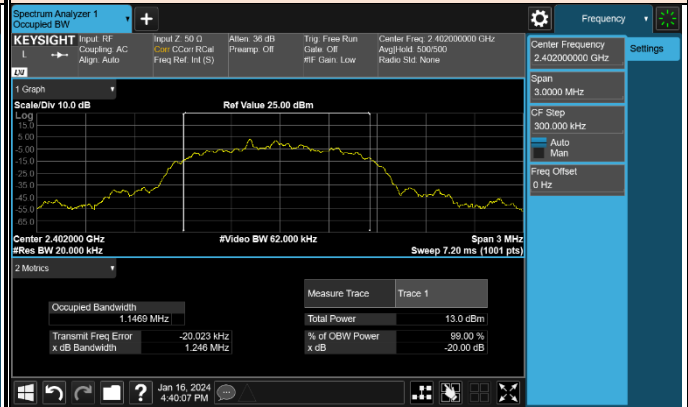 Spectrum Analyzer 1
Occupied BW
+
Frequency
KEYSIGHT
L
Input: RF
Coupling: AC
Align: Auto
Input Z: 50 Ω
Corr CCorr RCal
Freq Ref: Int (S)
Atten: 36 dB
Preamp: Off
Trig: Free Run
Gate: Off
#IF Gain: Low
Center Freq: 2.402000000 GHz
Avg|Hold: 500/500
Radio Std: None
Center Frequency
2.402000000 GHz
Settings
Span
3.0000 MHz
CF Step
300.000 kHz
Auto
Man
Freq Offset
0 Hz
1 Graph
Scale/Div 10.0 dB
Ref Value 25.00 dBm
Log
15.0
5.00
-5.00
-15.0
-25.0
-35.0
-45.0
-55.0
-65.0
Center 2.402000 GHz
#Video BW 62.000 kHz
Span 3 MHz
#Res BW 20.000 kHz
Sweep 7.20 ms (1001 pts)
2 Metrics
Measure Trace
Trace 1
Occupied Bandwidth
1.1469 MHz
Total Power
13.0 dBm
Transmit Freq Error
-20.023 kHz
% of OBW Power
99.00 %
x dB Bandwidth
1.246 MHz
x dB
-20.00 dB
?
Jan 16, 2024
4:40:07 PM